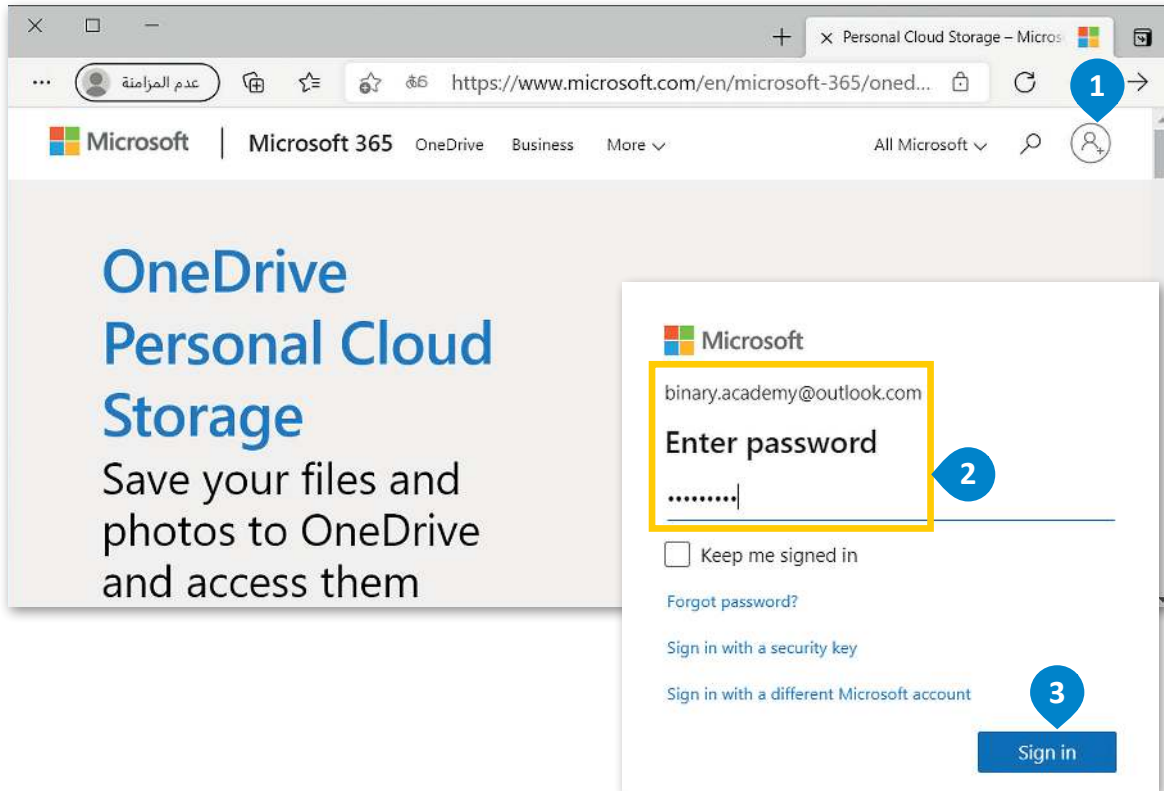 Personal Cloud Storage – Micros
عدم المزامنة
https://www.microsoft.com/en/microsoft-365/oned...
1
Microsoft
Microsoft 365 OneDrive Business More
All Microsoft
OneDrive
Personal Cloud
Storage
Save your files and
photos to OneDrive
and access them
Microsoft
binary.academy@outlook.com
Enter password
2
Keep me signed in
Forgot password?
Sign in with a security key
Sign in with a different Microsoft account
3
Sign in